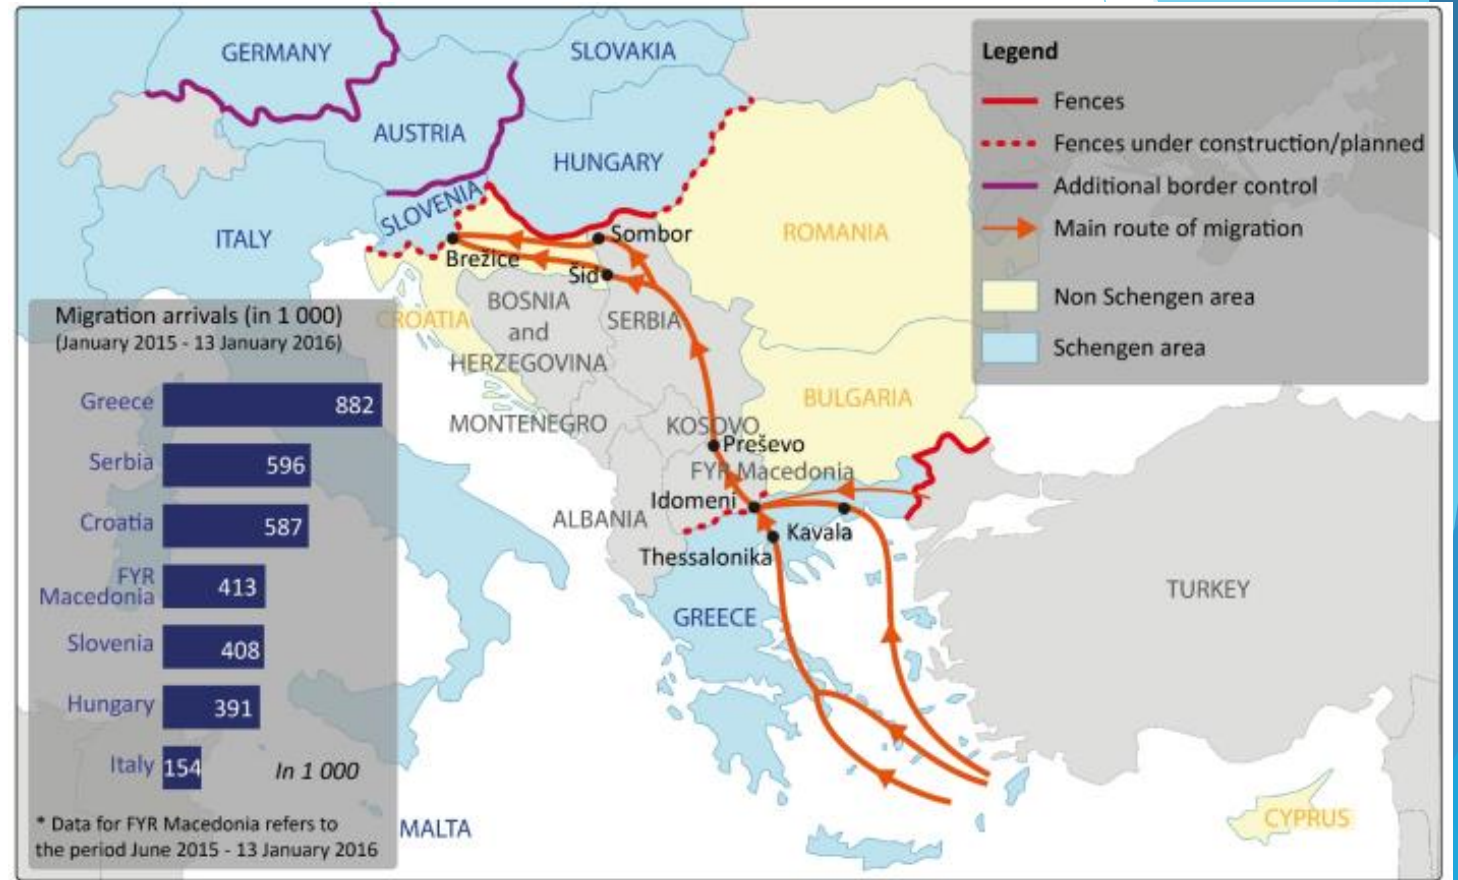 GERMANY
SLOVAKIA
AUSTRIA
HUNGARY
SLOVENIA
ITALY
Sombor
Brežice
Šid
ROMANIA
CROATIA
BOSNIA
and
HERZEGOVINA
SERBIA
MONTENEGRO
KOSOVO
BULGARIA
Preševo
FYR Macedonia
Idomeni
ALBANIA
Kavala
Thessalonika
GREECE
TURKEY
MALTA
CYPRUS
Legend
Fences
Fences under construction/planned
Additional border control
Main route of migration
Non Schengen area
Schengen area
Migration arrivals (in 1 000)
(January 2015 - 13 January 2016)
Greece 882
Serbia 596
Croatia 587
FYR
Macedonia 413
Slovenia 408
Hungary 391
Italy 154
In 1 000
* Data for FYR Macedonia refers to
the period June 2015 - 13 January 2016